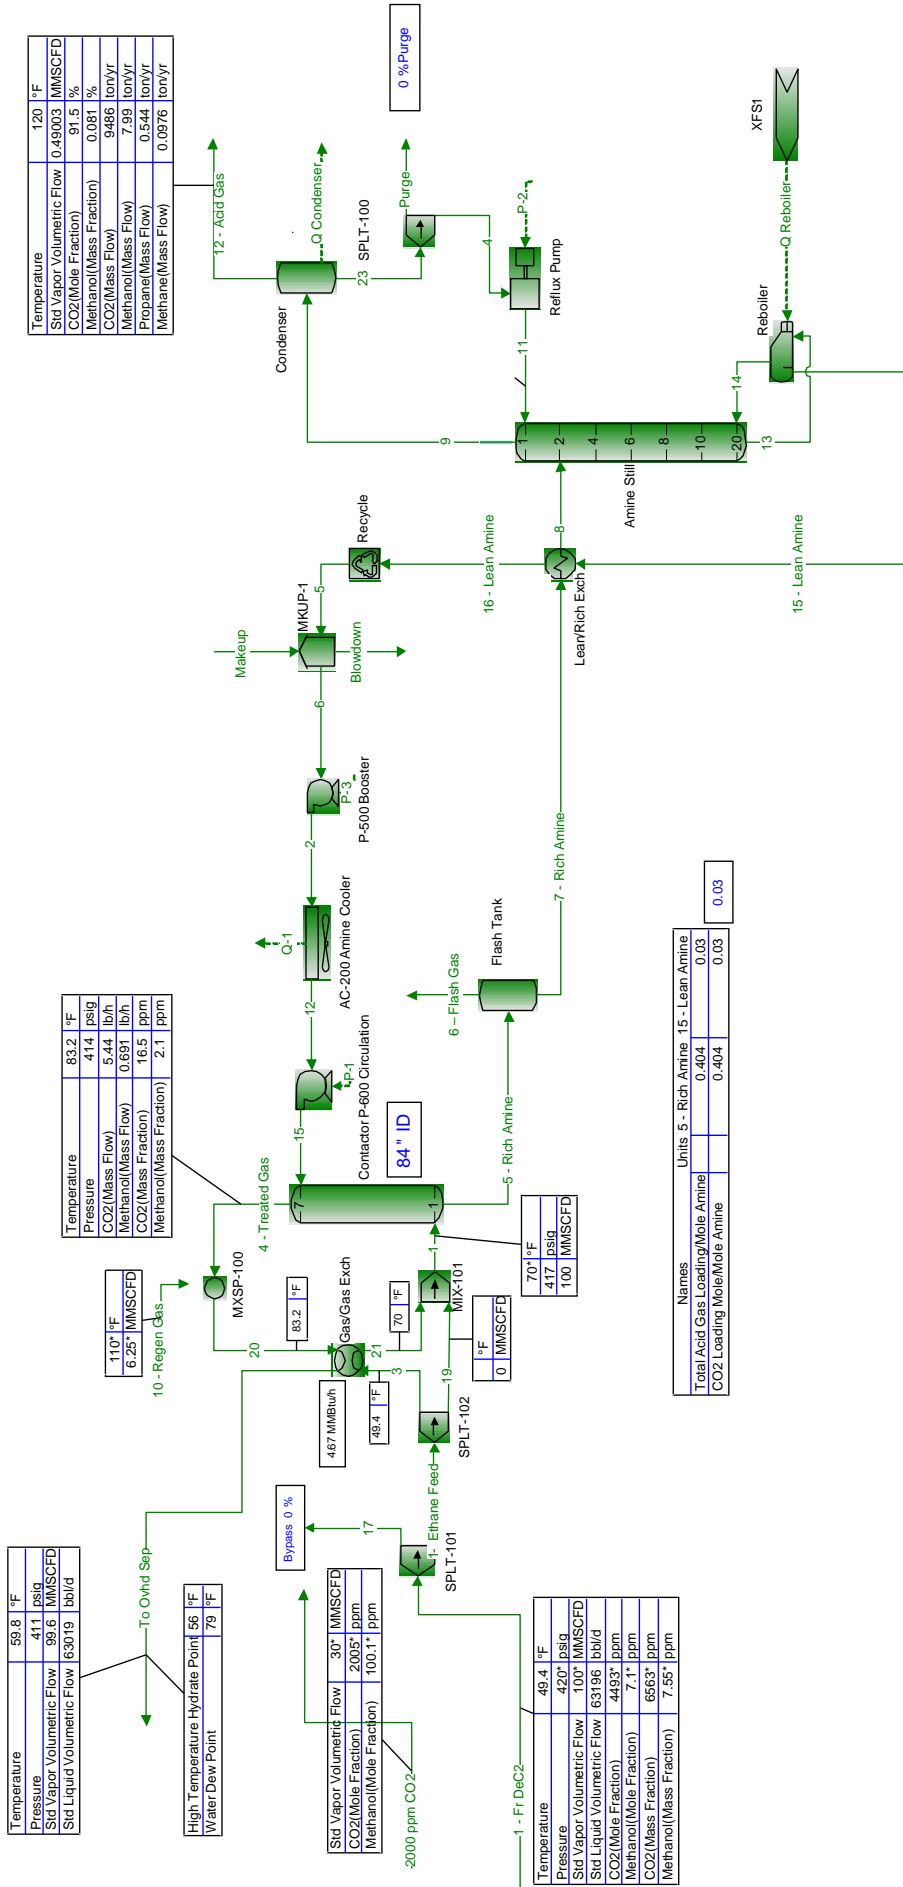 Temperature 120 °F
Std Vapor Volumetric Flow 0.49003 MMSCFD
CO2(Mole Fraction) 91.5 %
Methanol(Mass Fraction) 0.081 %
CO2(Mass Flow) 9486 ton/yr
Methanol(Mass Flow) 7.99 ton/yr
Propane(Mass Flow) 0.544 ton/yr
Methane(Mass Flow) 0.0976 ton/yr
0 %Purge
12 - Acid Gas
Q Condenser
Condenser
23
SPLT-100
Purge
4
P-2
Reflux Pump
11
XFS1
Q Reboiler
Reboiler
14
13
9
1
2
4
6
8
10
20
Amine Still
8
Lean/Rich Exch
16 - Lean Amine
15 - Lean Amine
Recycle
5
MKUP-1
Makeup
Blowdown
6
P-3
P-500 Booster
2
Q-1
AC-200 Amine Cooler
12
P-1
Contactor P-600 Circulation
15
84" ID
7
1
4 - Treated Gas
5 - Rich Amine
6 – Flash Gas
Flash Tank
7 - Rich Amine
Temperature 83.2 °F
Pressure 414 psig
CO2(Mass Flow) 5.44 lb/h
Methanol(Mass Flow) 0.691 lb/h
CO2(Mass Fraction) 16.5 ppm
Methanol(Mass Fraction) 2.1 ppm
110* °F
6.25* MMSCFD
10 - Regen Gas
MXSP-100
20
83.2 °F
Gas/Gas Exch
4.67 MMBtu/h
21
70 °F
3
49.4 °F
MIX-101
1
70* °F
417 psig
100 MMSCFD
19
°F
0 MMSCFD
SPLT-102
1- Ethane Feed
SPLT-101
17
Bypass 0 %
To Ovhd Sep
Temperature 59.8 °F
Pressure 411 psig
Std Vapor Volumetric Flow 99.6 MMSCFD
Std Liquid Volumetric Flow 63019 bbl/d
High Temperature Hydrate Point 56 °F
Water Dew Point 79 °F
Std Vapor Volumetric Flow 30* MMSCFD
CO2(Mole Fraction) 2005* ppm
Methanol(Mole Fraction) 100.1* ppm
-2000 ppm CO2
1 - Fr DeC2
Temperature 49.4 °F
Pressure 420* psig
Std Vapor Volumetric Flow 100* MMSCFD
Std Liquid Volumetric Flow 63196 bbl/d
CO2(Mole Fraction) 4493* ppm
Methanol(Mole Fraction) 7.1* ppm
CO2(Mass Fraction) 6563* ppm
Methanol(Mass Fraction) 7.55* ppm
Names Units 5 - Rich Amine 15 - Lean Amine
Total Acid Gas Loading/Mole Amine 0.404 0.03
CO2 Loading Mole/Mole Amine 0.404 0.03
0.03